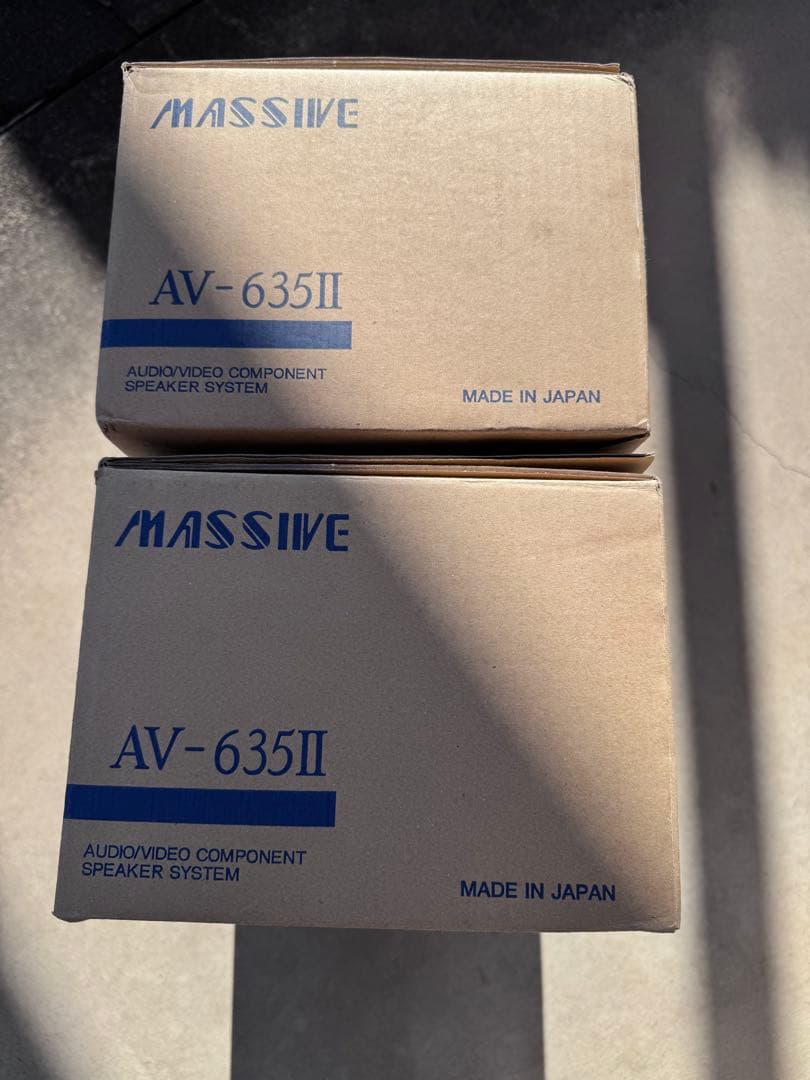 MASSIVE
AV-635II
AUDIO/VIDEO COMPONENT
SPEAKER SYSTEM
MADE IN JAPAN
MASSIVE
AV-635II
AUDIO/VIDEO COMPONENT
SPEAKER SYSTEM
MADE IN JAPAN